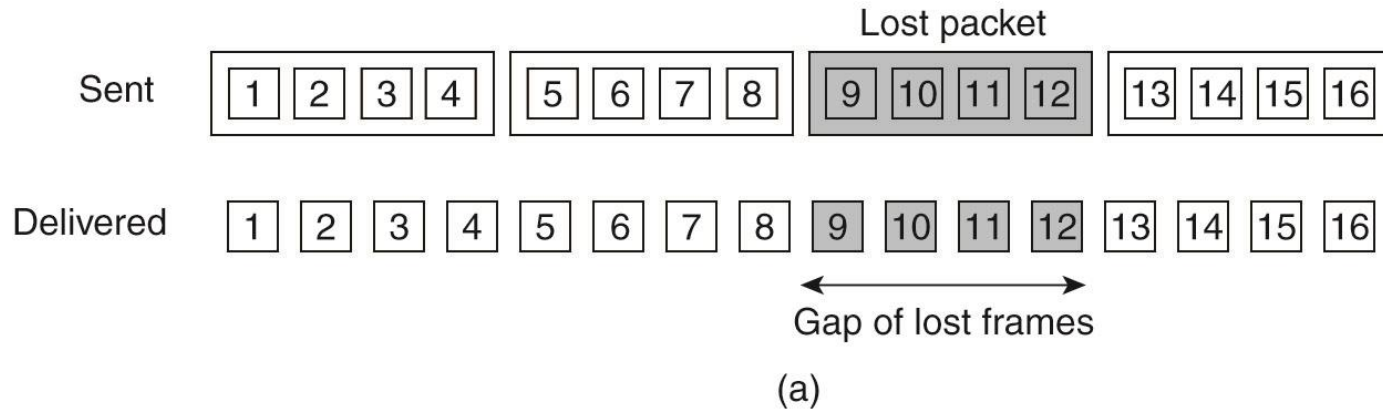 Lost packet
Sent 1 2 3 4 5 6 7 8 9 10 11 12 13 14 15 16
Delivered 1 2 3 4 5 6 7 8 9 10 11 12 13 14 15 16
Gap of lost frames
(a)